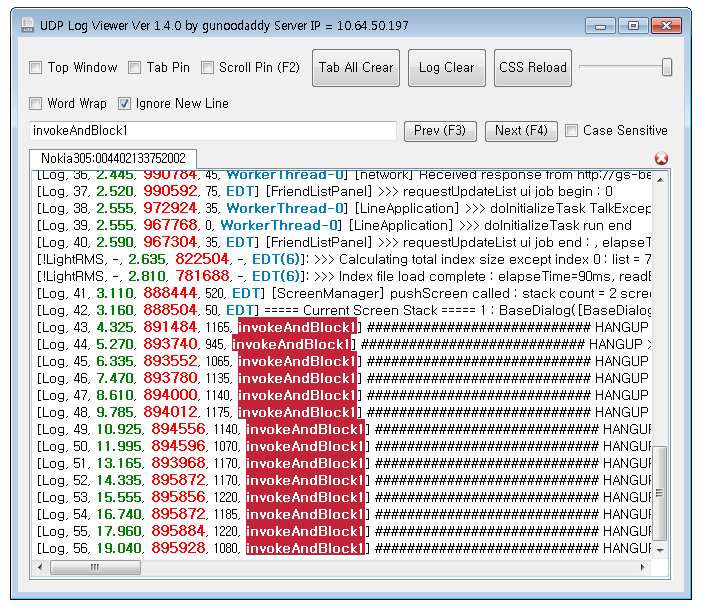 UDP Log Viewer Ver 1.4.0 by gunoodaddy Server IP = 10.64.50.197
Top Window Tab Pin Scroll Pin (F2) Tab All Crear Log Clear CSS Reload
Word Wrap Ignore New Line
invokeAndBlock1 Prev (F3) Next (F4) Case Sensitive
Nokia305:004402133752002
[Log, 36, 2.445, 990784, 45, WorkerThread-0] [network] Received response from http://gs-be
[Log, 37, 2.520, 990592, 75, EDT] [FriendListPanel] >>> requestUpdateList ui job begin : 0
[Log, 38, 2.555, 972924, 35, WorkerThread-0] [LineApplication] >>> doInitializeTask TalkExcep
[Log, 39, 2.555, 967768, 0, WorkerThread-0] [LineApplication] >>> doInitializeTask run end
[Log, 40, 2.590, 967304, 35, EDT] [FriendListPanel] >>> requestUpdateList ui job end : , elapseT
[!LightRMS, -, 2.635, 822504, -, EDT(6)]: >>> Calculating total index size except index 0 : list = 7
[!LightRMS, -, 2.810, 781688, -, EDT(6)]: >>> Index file load complete : elapseTime=90ms, readB
[Log, 41, 3.110, 888444, 520, EDT] [ScreenManager] pushScreen called : stack count = 2 scree
[Log, 42, 3.160, 888504, 50, EDT] ===== Current Screen Stack ===== 1 : BaseDialog([BaseDialog
[Log, 43, 4.325, 891484, 1165, invokeAndBlock1] ############################ HANGUP
[Log, 44, 5.270, 893740, 945, invokeAndBlock1] ############################ HANGUP >
[Log, 45, 6.335, 893552, 1065, invokeAndBlock1] ############################ HANGUP
[Log, 46, 7.470, 893780, 1135, invokeAndBlock1] ############################ HANGUP
[Log, 47, 8.610, 894000, 1140, invokeAndBlock1] ############################ HANGUP
[Log, 48, 9.785, 894012, 1175, invokeAndBlock1] ############################ HANGUP
[Log, 49, 10.925, 894556, 1140, invokeAndBlock1] ############################ HANGUP
[Log, 50, 11.995, 894596, 1070, invokeAndBlock1] ############################ HANGUP
[Log, 51, 13.165, 893968, 1170, invokeAndBlock1] ############################ HANGUP
[Log, 52, 14.335, 895872, 1170, invokeAndBlock1] ############################ HANGUP
[Log, 53, 15.555, 895856, 1220, invokeAndBlock1] ############################ HANGUP
[Log, 54, 16.740, 895872, 1185, invokeAndBlock1] ############################ HANGUP
[Log, 55, 17.960, 895884, 1220, invokeAndBlock1] ############################ HANGUP
[Log, 56, 19.040, 895928, 1080, invokeAndBlock1] ############################ HANGUP